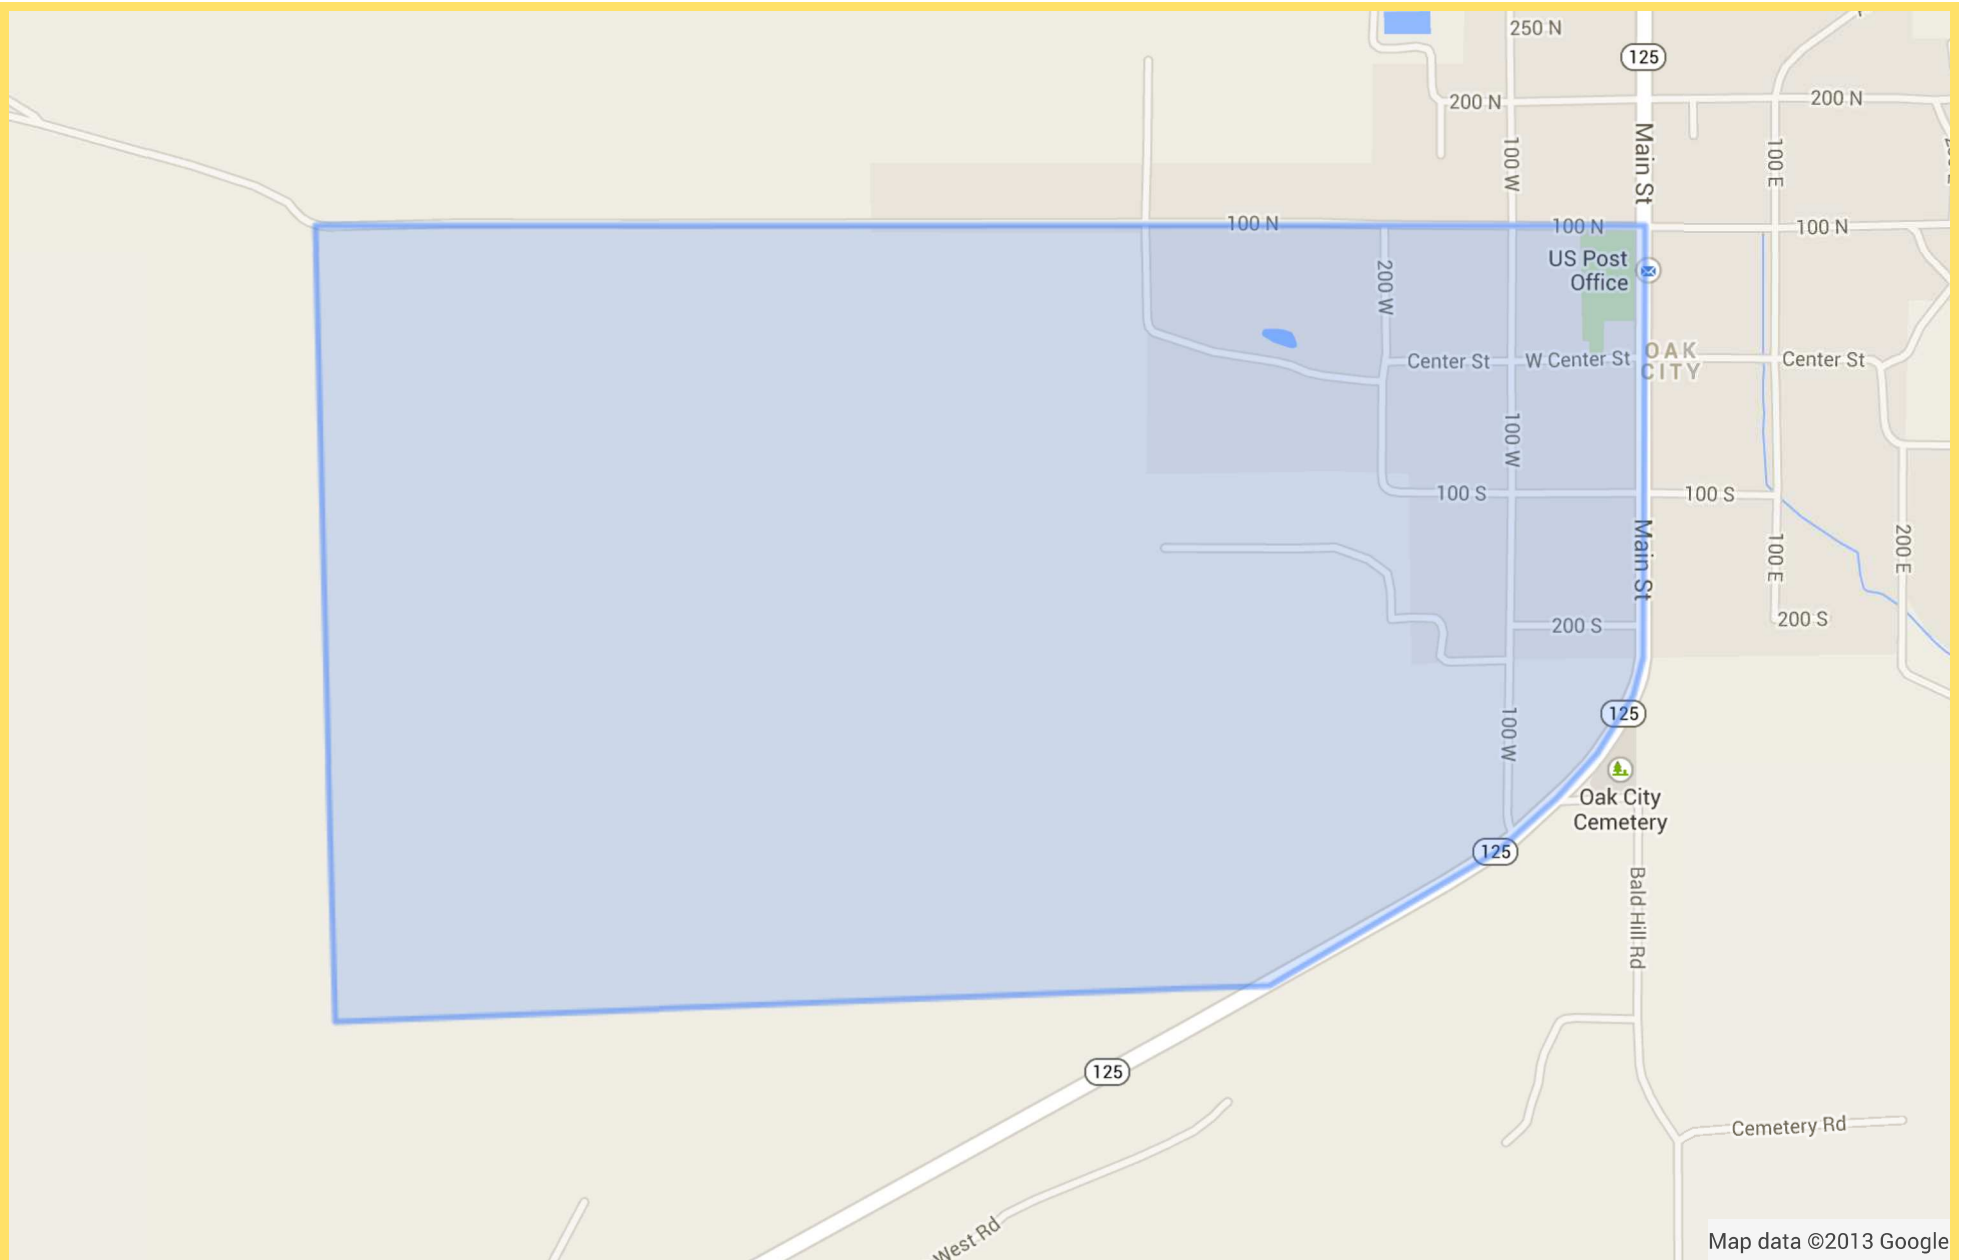 250 N
125
200 N
200 N
Main St
100 W
100 E
100 N
100 N
100 N
US Post
Office
200 W
OAK
CITY
Center St
W Center St
Center St
100 W
100 S
100 S
Main St
100 E
200 E
200 S
200 S
125
100 W
Oak City
Cemetery
125
Bald Hill Rd
125
Cemetery Rd
West Rd
Map data ©2013 Google